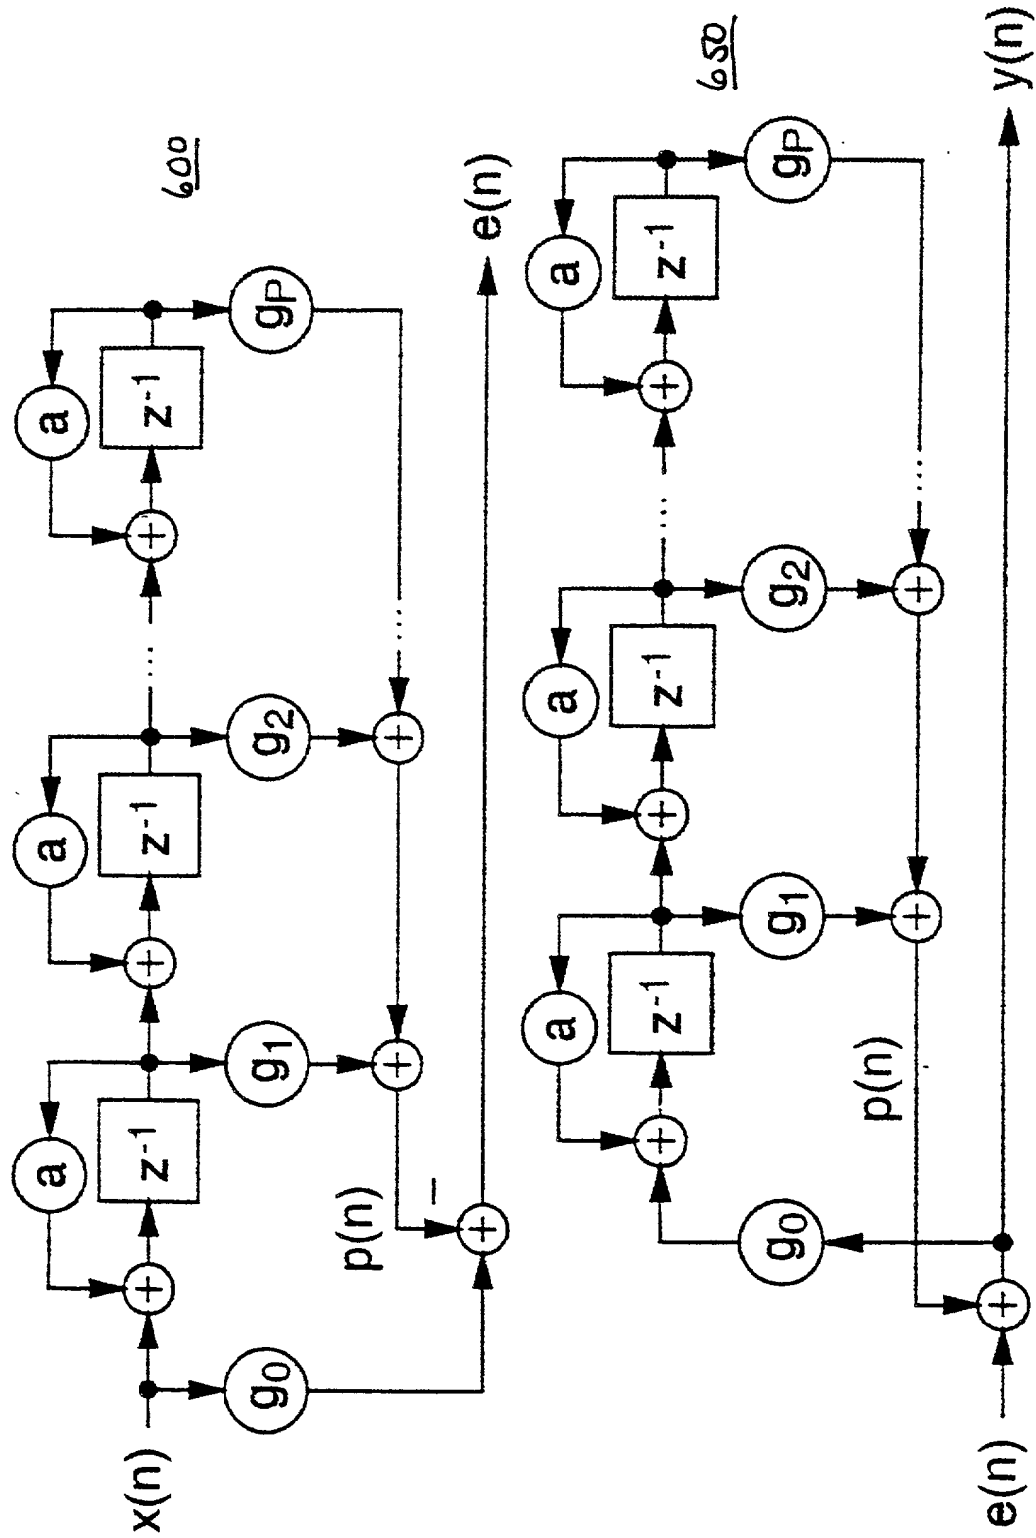 600
a a a a
x(n) + z-1 + z-1 ... + z-1
g0 g1 g2 gP
p(n) + + ...
−
+ e(n)
650
a a a a
+ z-1 + z-1 ... + z-1
g0 g1 g2 gP
p(n) + + ...
e(n) + y(n)